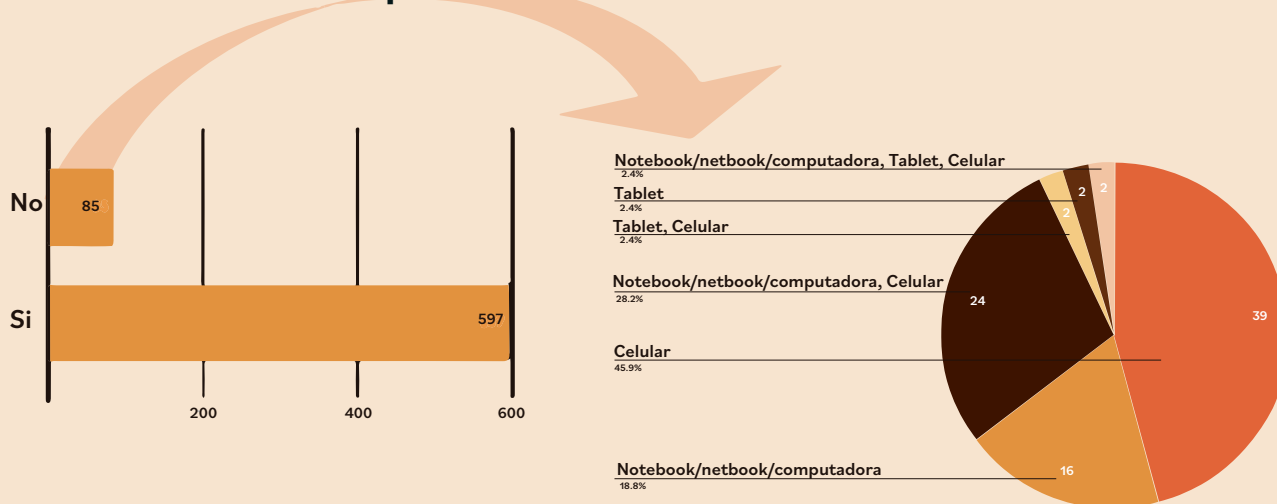 No
85
Si
597
200
400
600
Notebook/netbook/computadora, Tablet, Celular
2.4%
Tablet
2.4%
Tablet, Celular
2.4%
Notebook/netbook/computadora, Celular
28.2%
Celular
45.9%
Notebook/netbook/computadora
18.8%
2
2
2
24
39
16